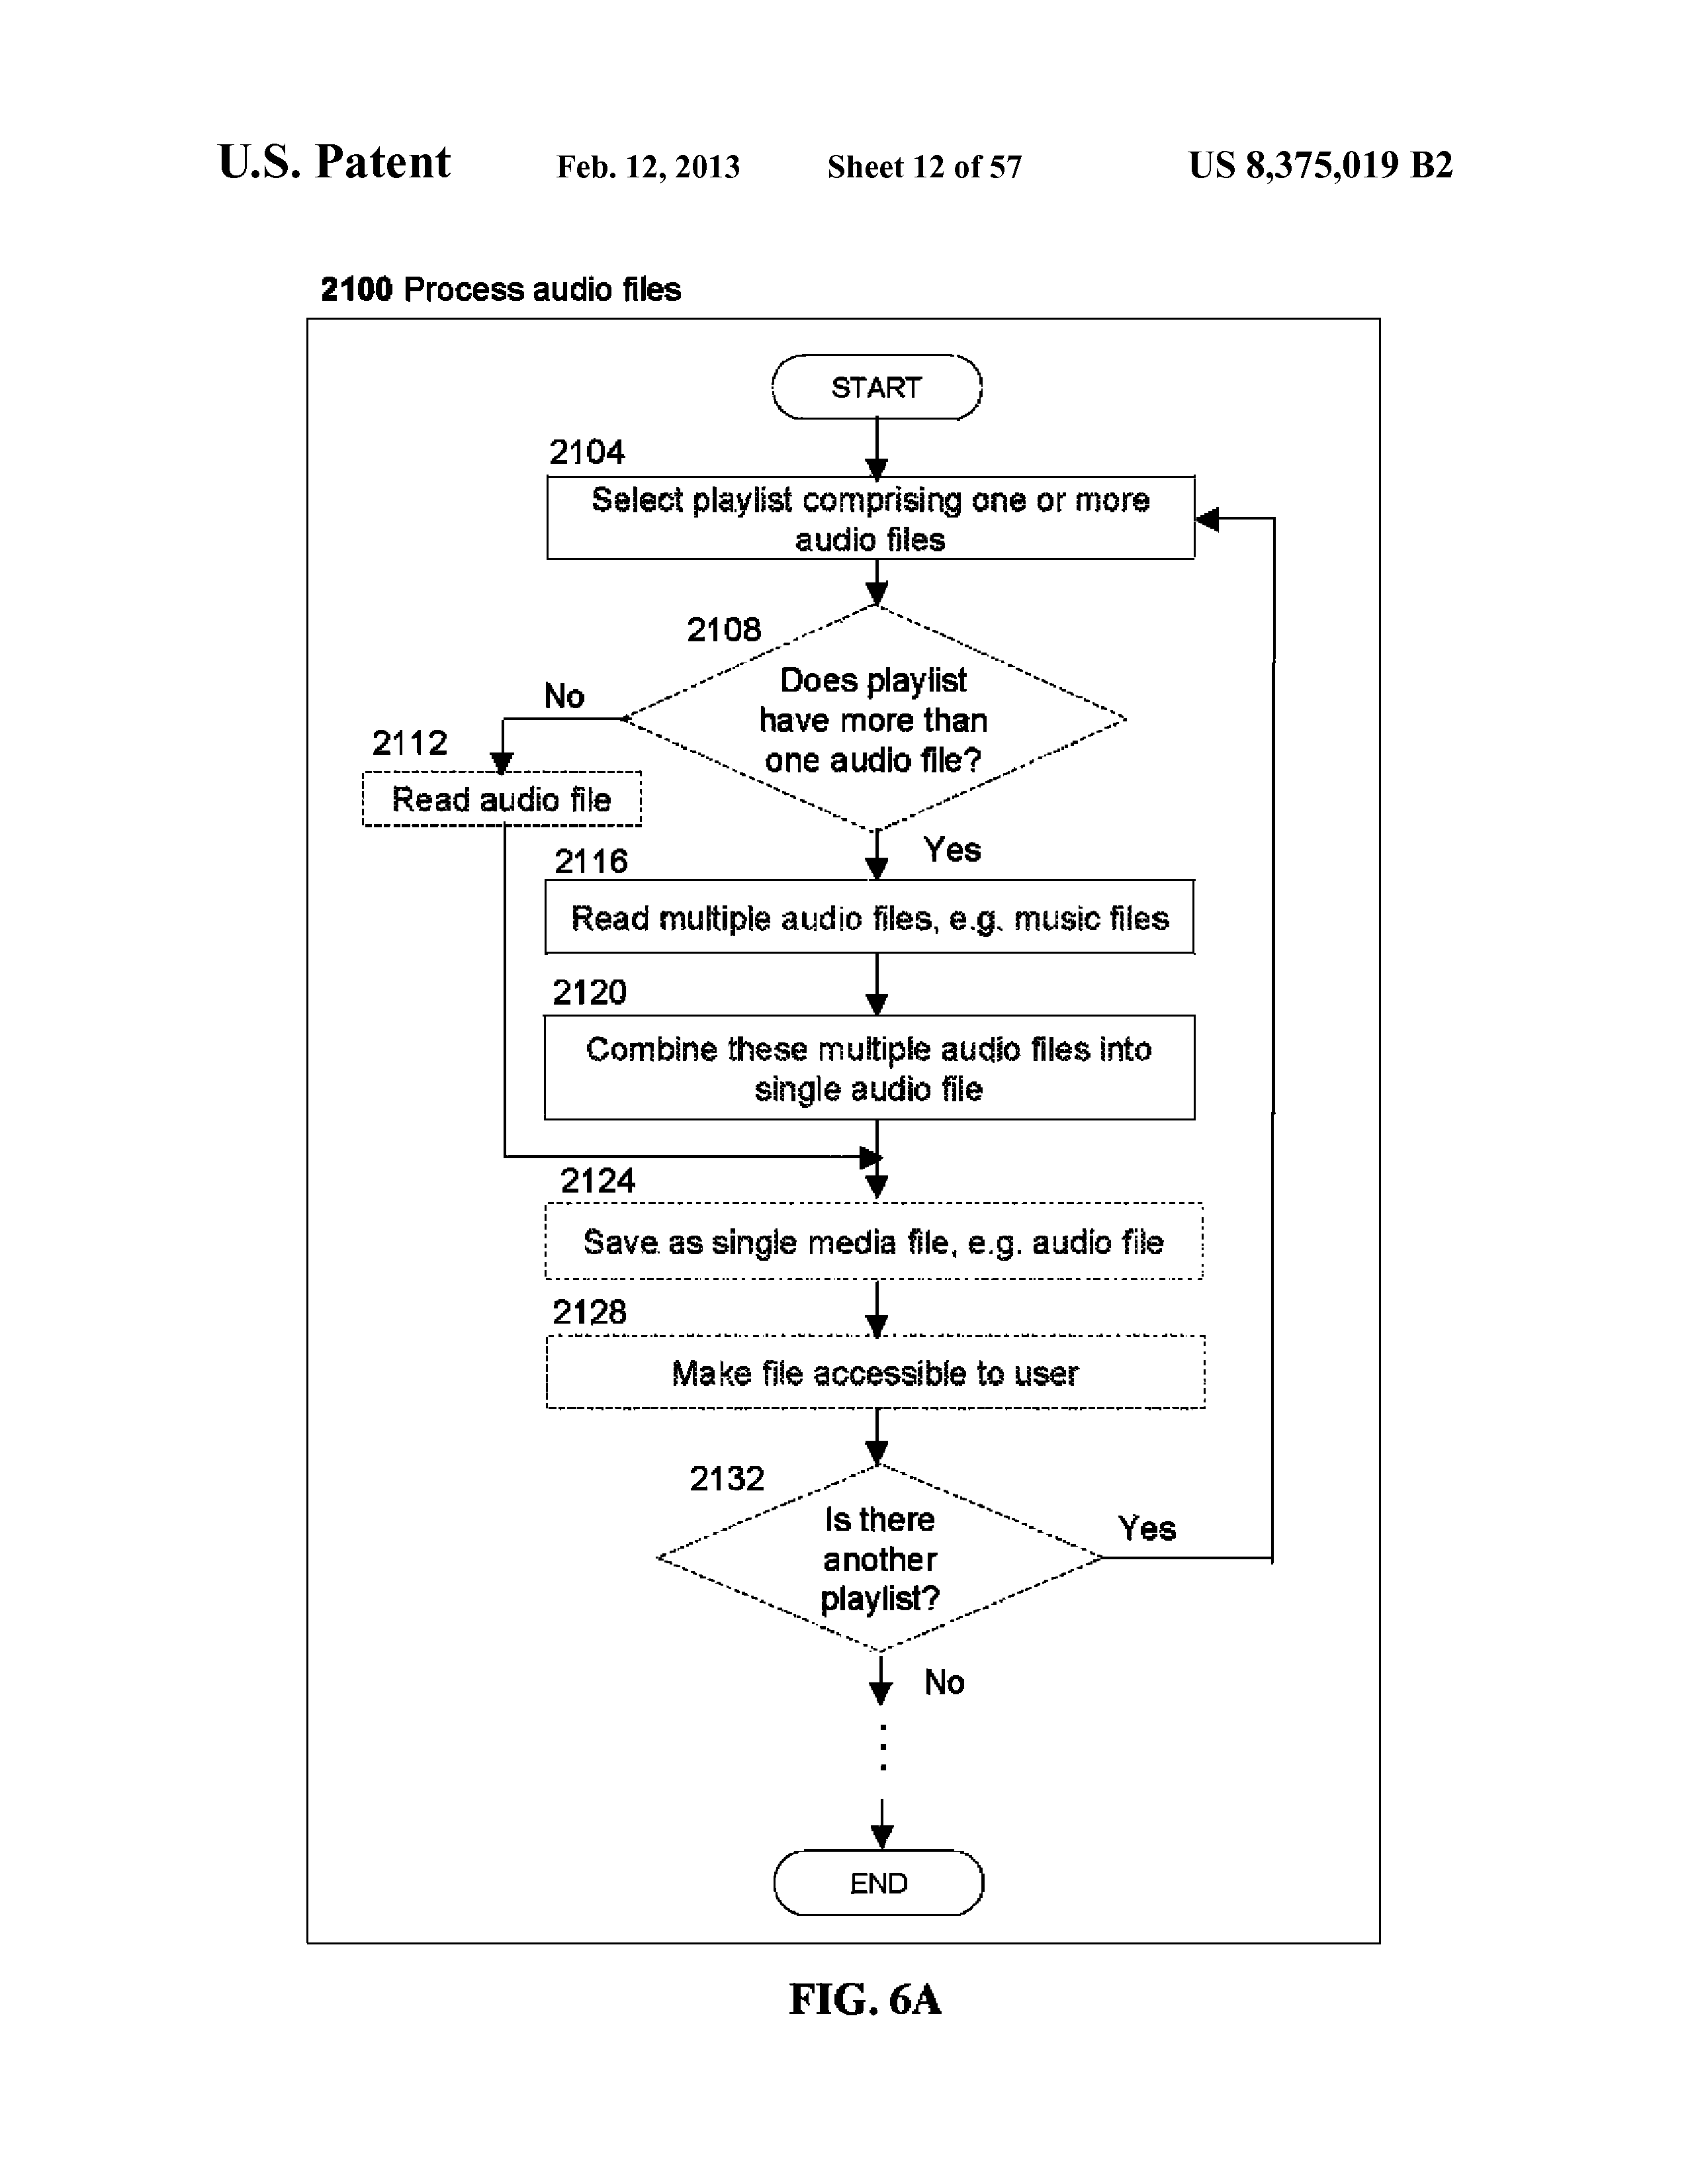 U.S. Patent Feb. 12, 2013 Sheet 12 of 57 US 8,375,019 B2
2100 Process audio files
START
2104
Select playlist comprising one or more
audio files
2108
Does playlist
have more than
one audio file?
No
2112
Read audio file
Yes
2116
Read multiple audio files, e.g. music files
2120
Combine these multiple audio files into
single audio file
2124
Save as single media file, e.g. audio file
2128
Make file accessible to user
2132
Is there
another
playlist?
Yes
No
END
FIG. 6A